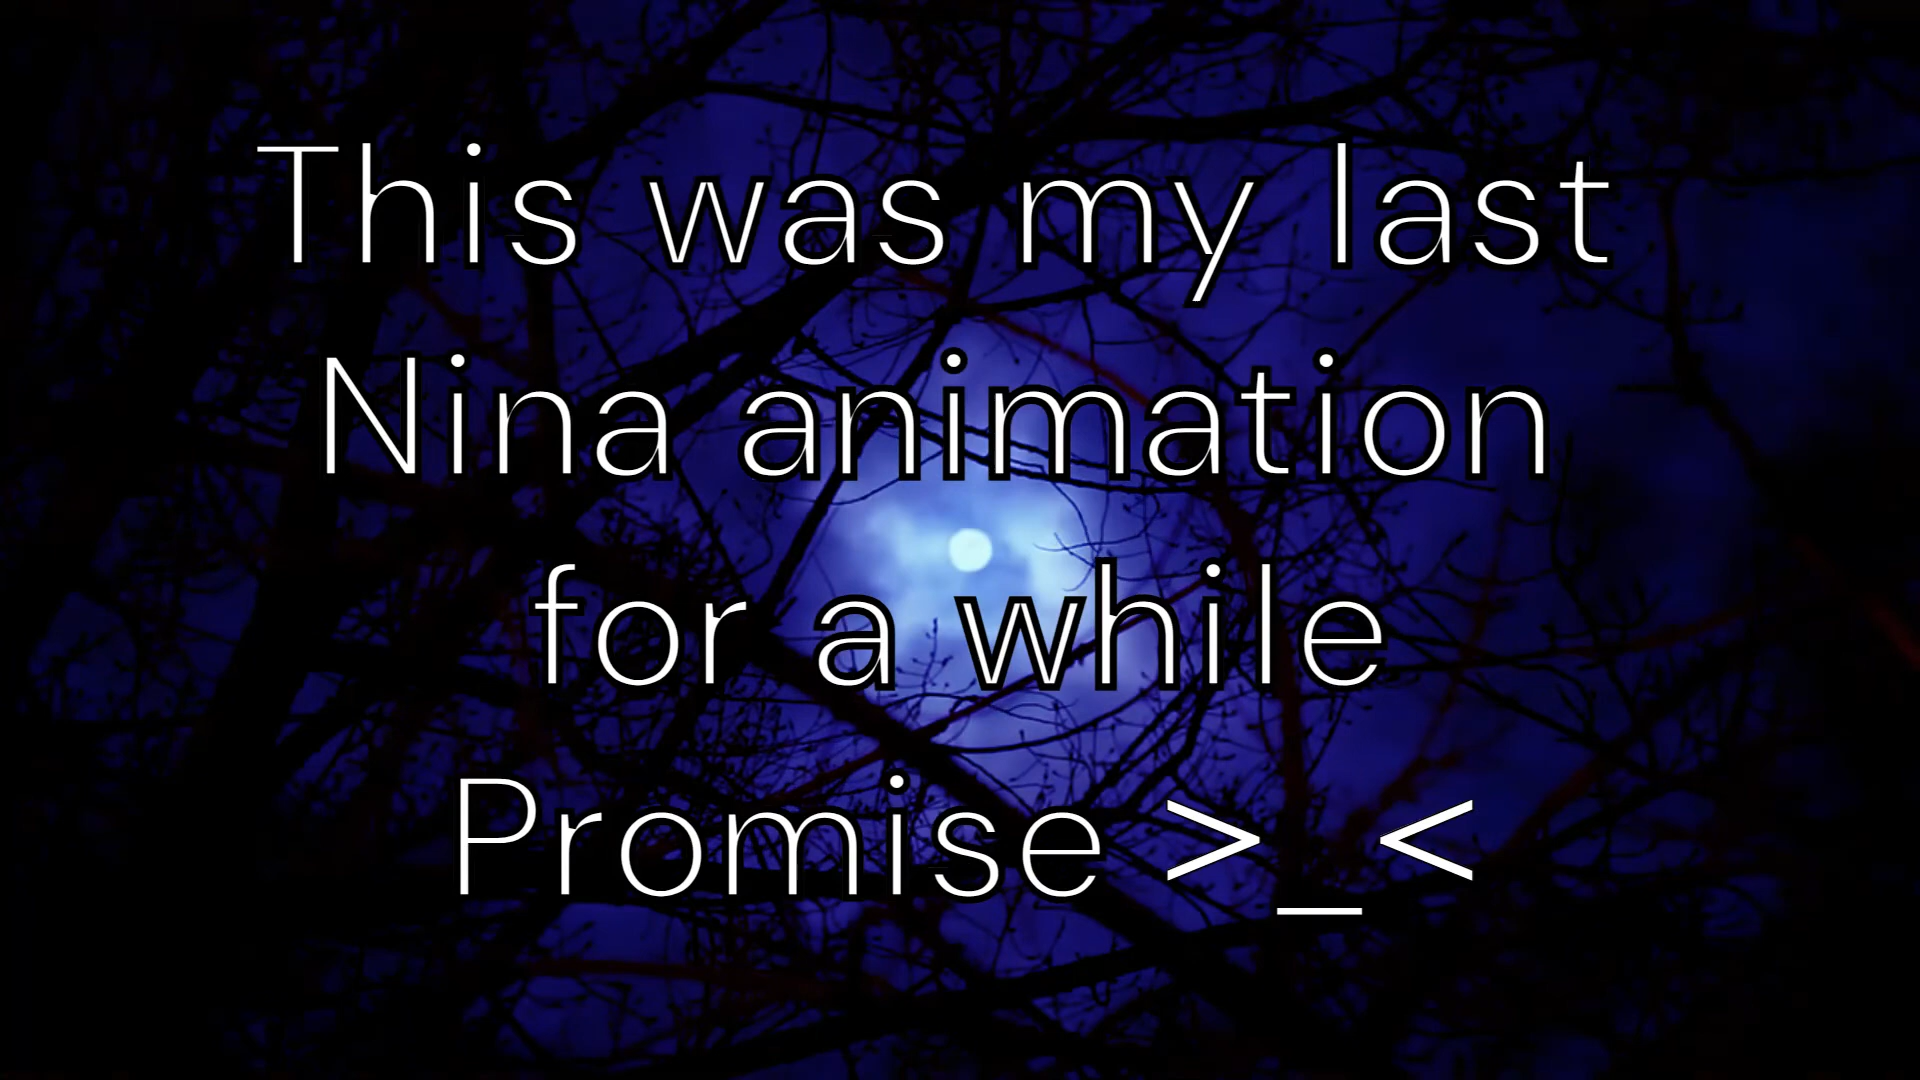 This was my last
Nina animation
for a while
Promise >_<